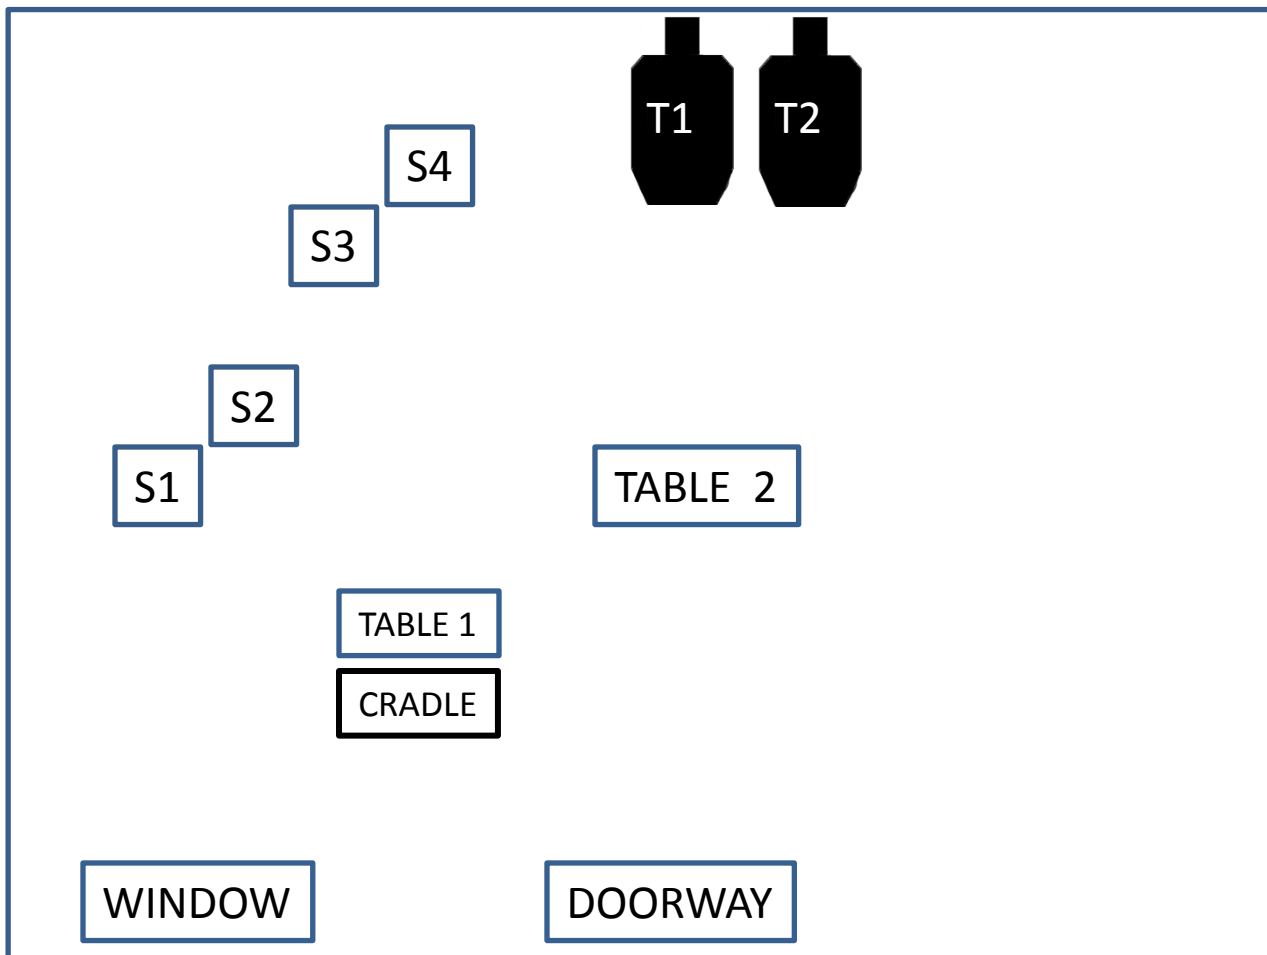 T1 T2
S4
S3
S2
S1
TABLE  2
TABLE 1
CRADLE
WINDOW
DOORWAY